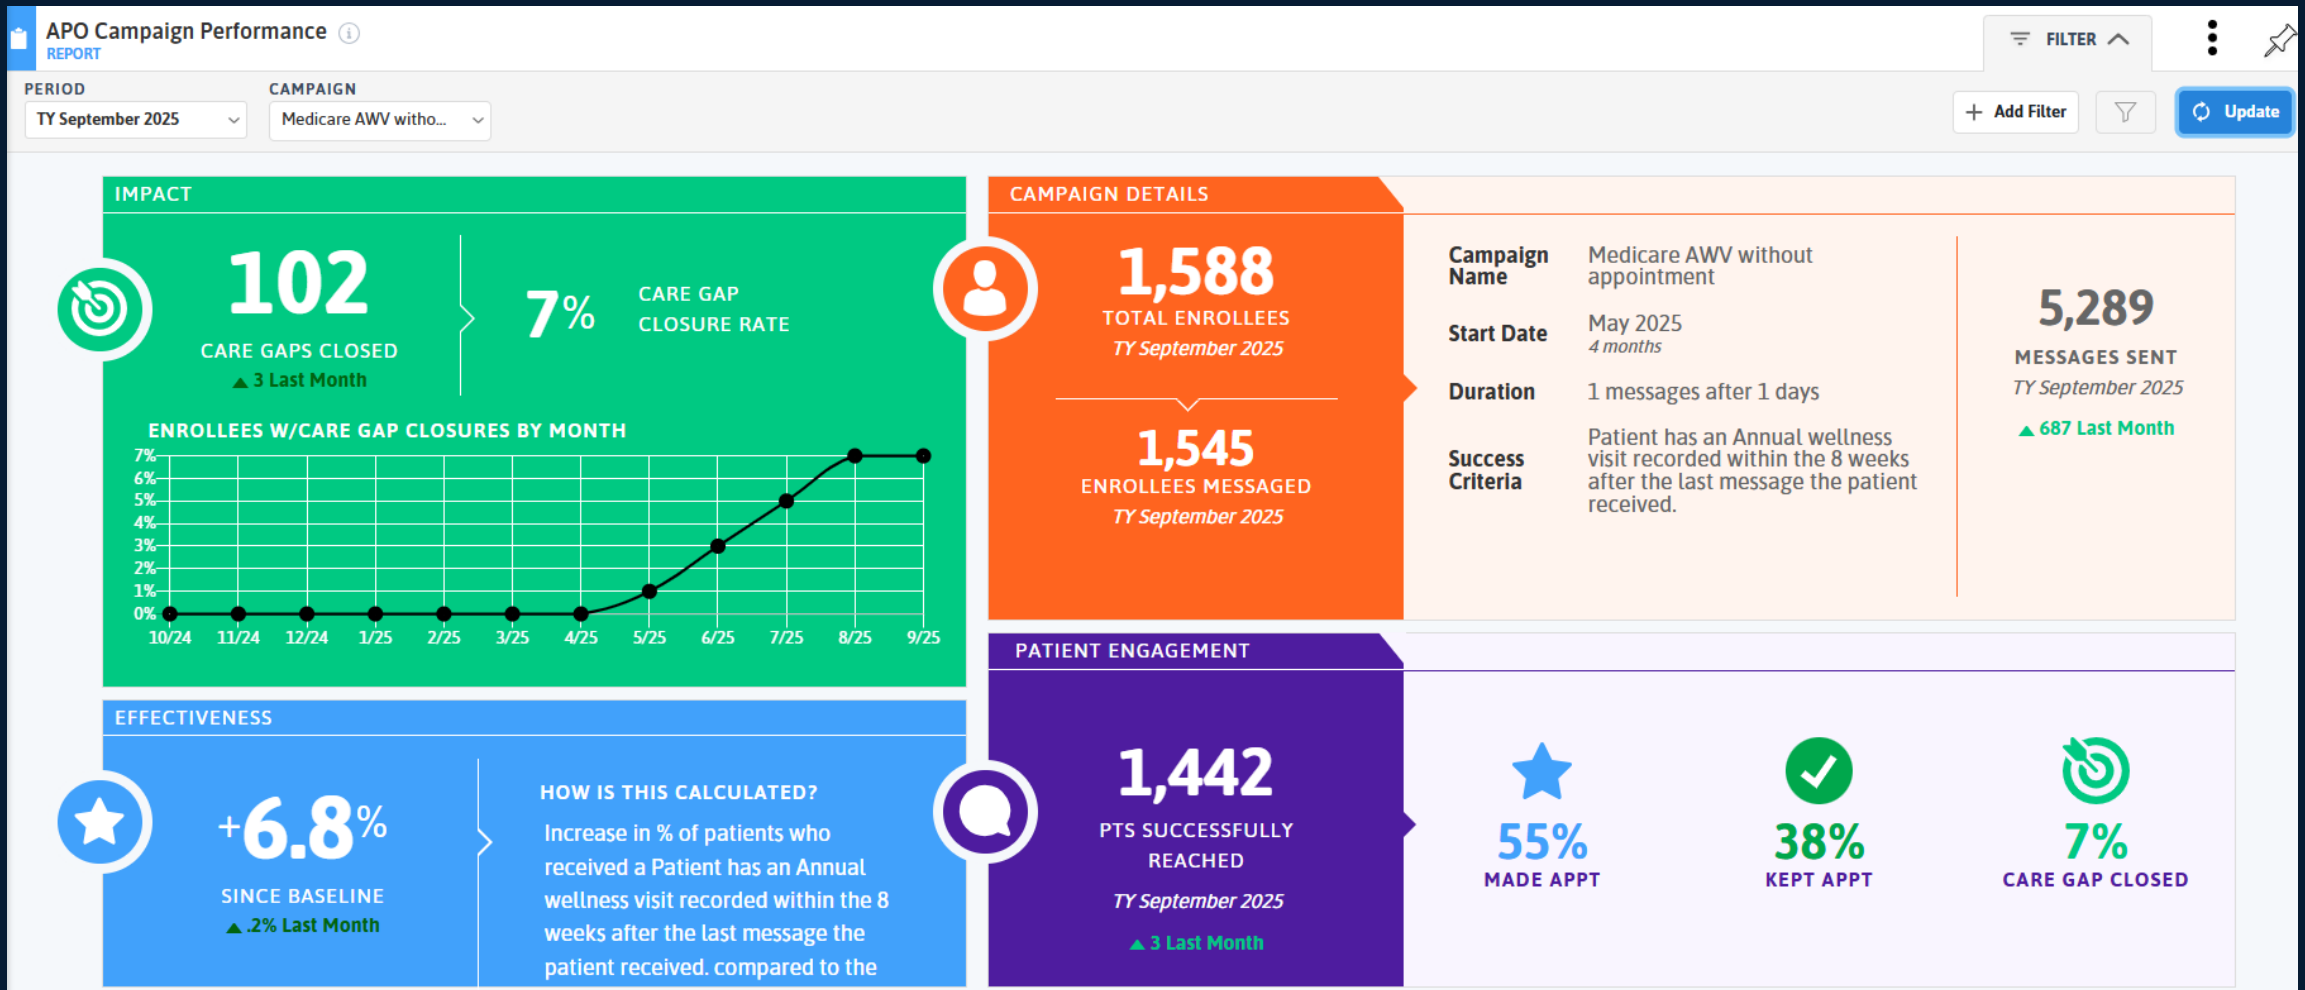 APO Campaign Performance
REPORT
FILTER
PERIOD
CAMPAIGN
TY September 2025
Medicare AWV witho...
Add Filter
Update
IMPACT
102
CARE GAPS CLOSED
3 Last Month
7%
CARE GAP
CLOSURE RATE
ENROLLEES W/CARE GAP CLOSURES BY MONTH
7%
6%
5%
4%
3%
2%
1%
0%
10/24 11/24 12/24 1/25 2/25 3/25 4/25 5/25 6/25 7/25 8/25 9/25
CAMPAIGN DETAILS
1,588
TOTAL ENROLLEES
TY September 2025
1,545
ENROLLEES MESSAGED
TY September 2025
Campaign
Name
Medicare AWV without
appointment
Start Date
May 2025
4 months
Duration
1 messages after 1 days
Success
Criteria
Patient has an Annual wellness
visit recorded within the 8 weeks
after the last message the patient
received.
5,289
MESSAGES SENT
TY September 2025
687 Last Month
EFFECTIVENESS
+6.8%
SINCE BASELINE
.2% Last Month
HOW IS THIS CALCULATED?
Increase in % of patients who
received a Patient has an Annual
wellness visit recorded within the 8
weeks after the last message the
patient received. compared to the
PATIENT ENGAGEMENT
1,442
PTS SUCCESSFULLY
REACHED
TY September 2025
3 Last Month
55%
MADE APPT
38%
KEPT APPT
7%
CARE GAP CLOSED